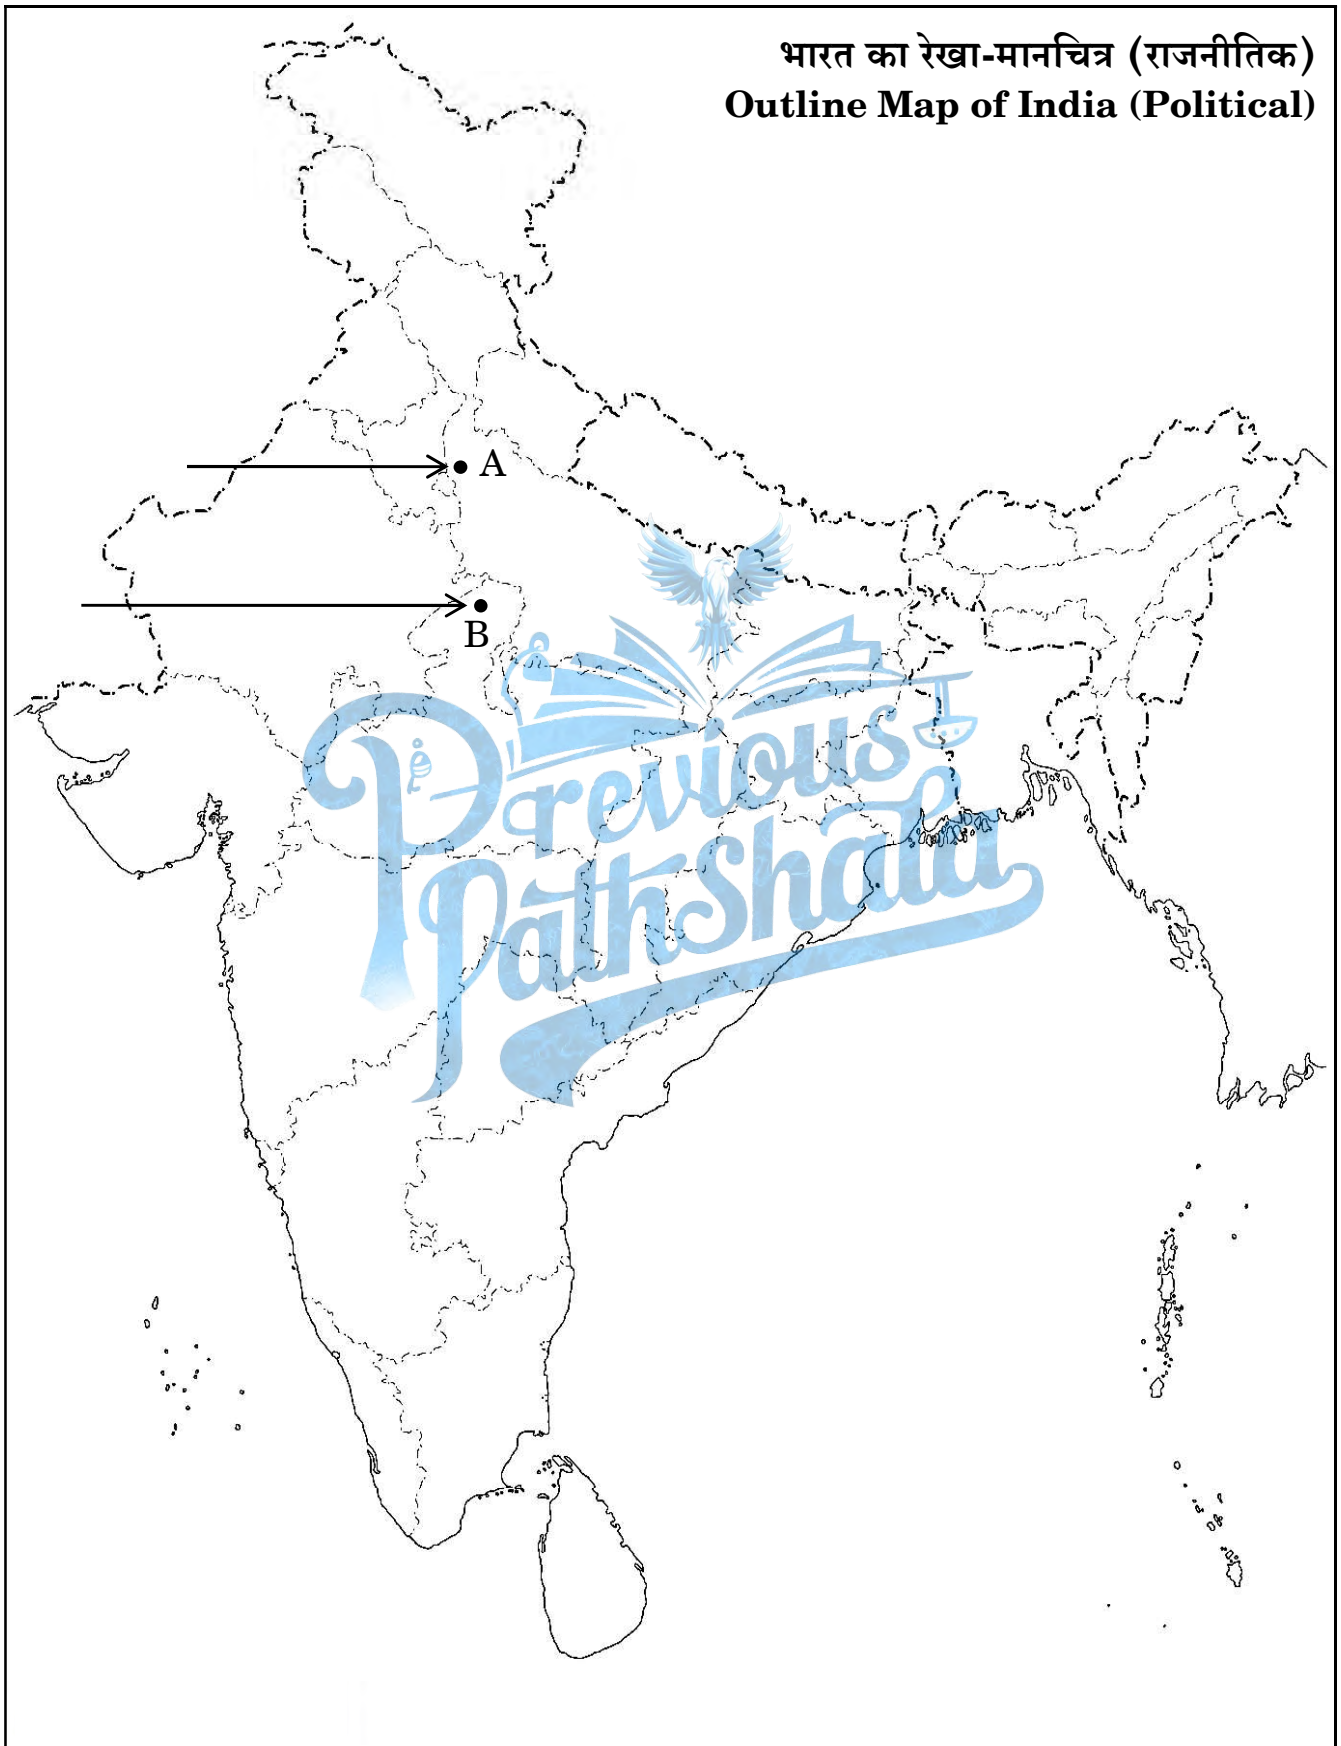 भारत का रेखा-मानचित्र (राजनीतिक)
Outline Map of India (Political)
A
B
Previous
Pathshala